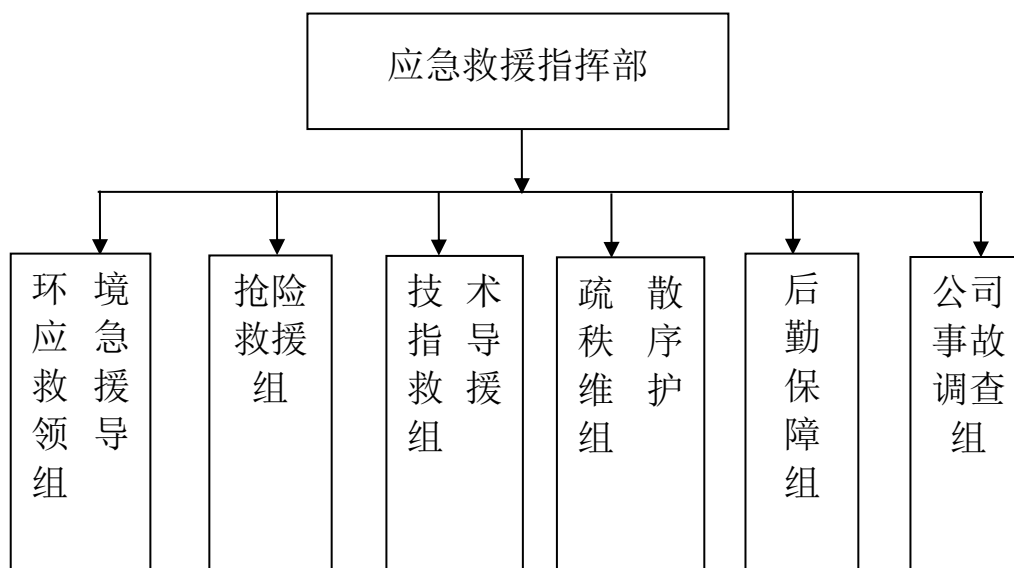 应急救援指挥部
环境
应急
救援
领导
组
抢险
救援
组
技术
指导
救援
组
疏散
秩序
维护
组
后
勤
保
障
组
公司
事故
调查
组